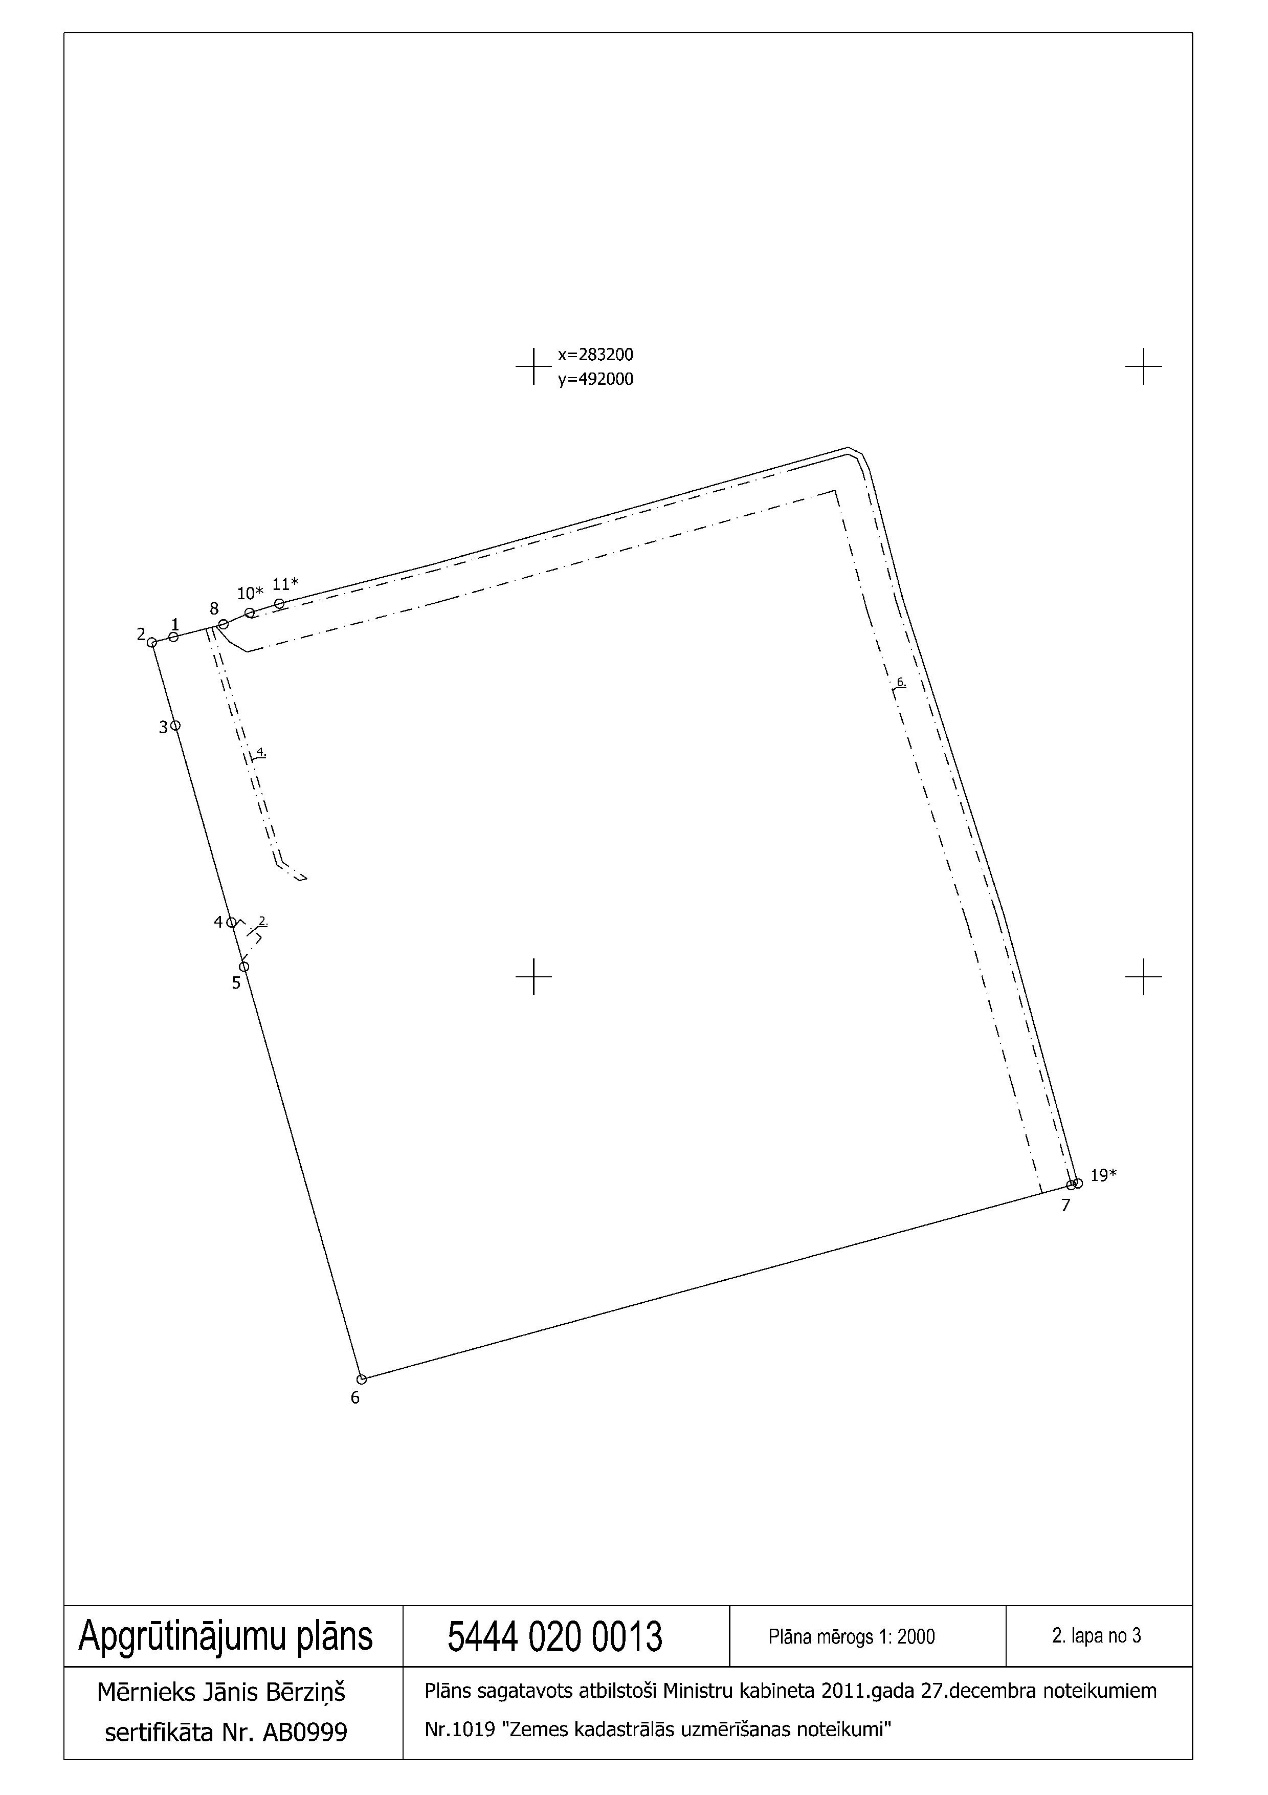 x=283200
y=492000
11*
10*
8
1
2
6.
3
4.
4
2.
5
19*
7
6
Apgrūtinājumu plāns
5444 020 0013
Plāna mērogs 1: 2000
2. lapa no 3
Mērnieks Jānis Bērziņš
sertifikāta Nr. AB0999
Plāns sagatavots atbilstoši Ministru kabineta 2011.gada 27.decembra noteikumiem
Nr.1019 "Zemes kadastrālās uzmērīšanas noteikumi"